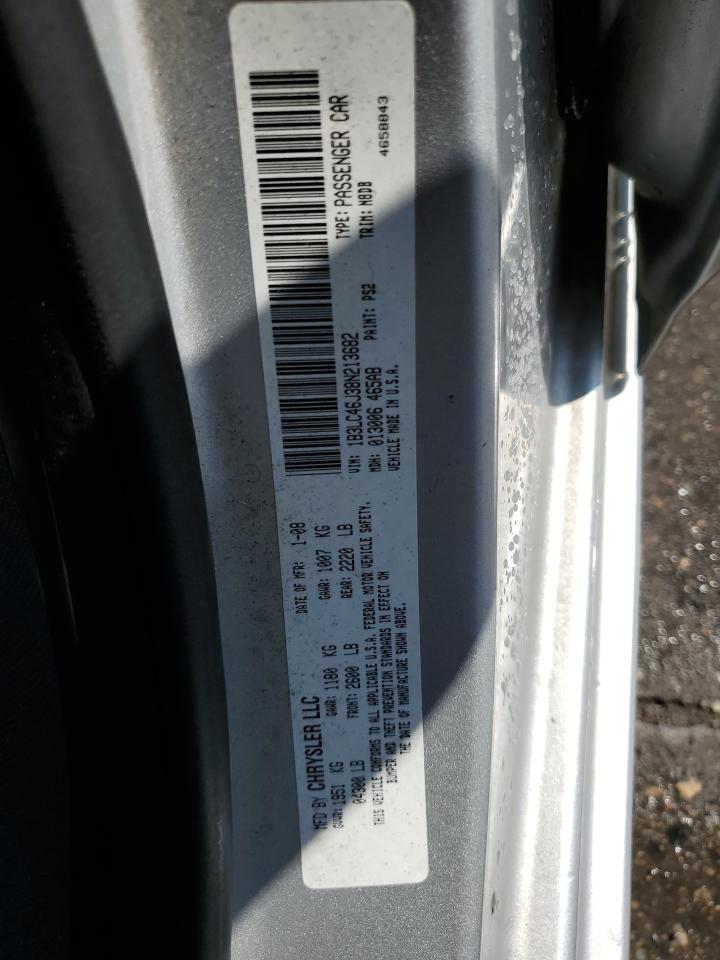 MFD BY CHRYSLER LLC DATE OF MFR: 1-08
GVWR: 1951 KG GAWR: 1180 KG GAWR: 1007 KG
04300 LB FRONT: 2600 LB REAR: 2220 LB
THIS VEHICLE CONFORMS TO ALL APPLICABLE U.S.A. FEDERAL MOTOR VEHICLE SAFETY,
BUMPER AND THEFT PREVENTION STANDARDS IN EFFECT ON
THE DATE OF MANUFACTURE SHOWN ABOVE.
VIN: 1B3LC46J38N213682 TYPE: PASSENGER CAR
MDH: 013006 465AB PAINT: PS2 TRIM: N8D8
VEHICLE MADE IN U.S.A. 4658843